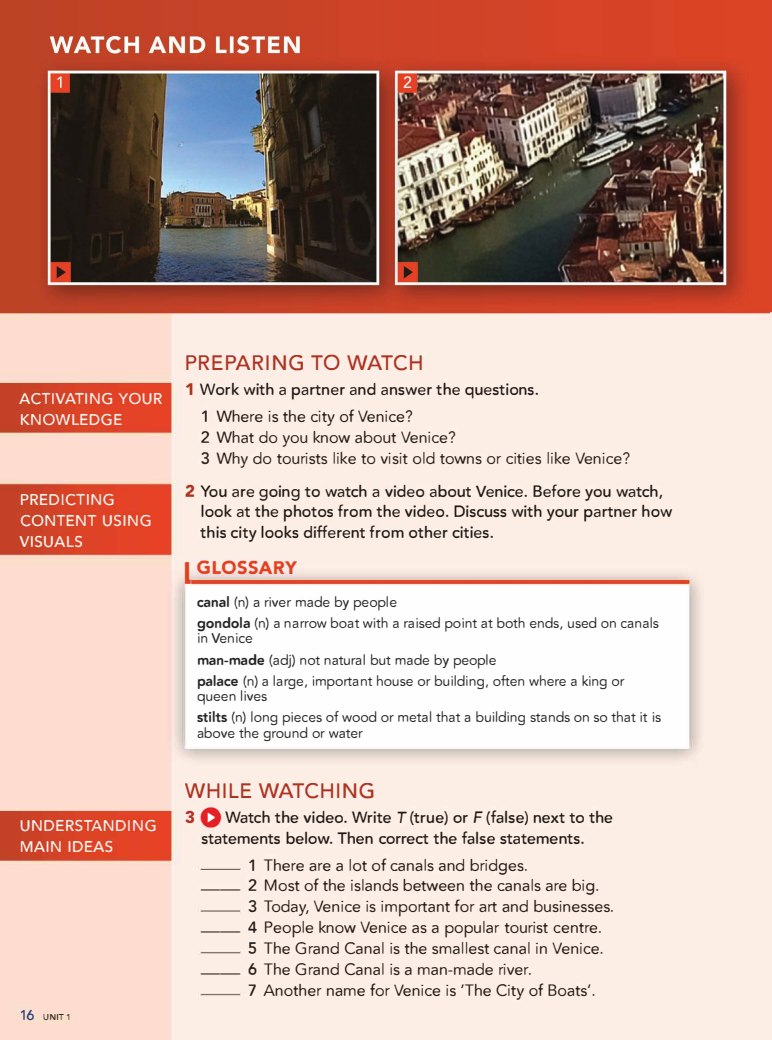 WATCH AND LISTEN
1
2
PREPARING TO WATCH
ACTIVATING YOUR
KNOWLEDGE
1 Work with a partner and answer the questions.
1 Where is the city of Venice?
2 What do you know about Venice?
3 Why do tourists like to visit old towns or cities like Venice?
PREDICTING
CONTENT USING
VISUALS
2 You are going to watch a video about Venice. Before you watch,
look at the photos from the video. Discuss with your partner how
this city looks different from other cities.
GLOSSARY
canal (n) a river made by people
gondola (n) a narrow boat with a raised point at both ends, used on canals
in Venice
man-made (adj) not natural but made by people
palace (n) a large, important house or building, often where a king or
queen lives
stilts (n) long pieces of wood or metal that a building stands on so that it is
above the ground or water
WHILE WATCHING
UNDERSTANDING
MAIN IDEAS
3 Watch the video. Write T (true) or F (false) next to the
statements below. Then correct the false statements.
_____ 1 There are a lot of canals and bridges.
_____ 2 Most of the islands between the canals are big.
_____ 3 Today, Venice is important for art and businesses.
_____ 4 People know Venice as a popular tourist centre.
_____ 5 The Grand Canal is the smallest canal in Venice.
_____ 6 The Grand Canal is a man-made river.
_____ 7 Another name for Venice is ‘The City of Boats’.
16 UNIT 1